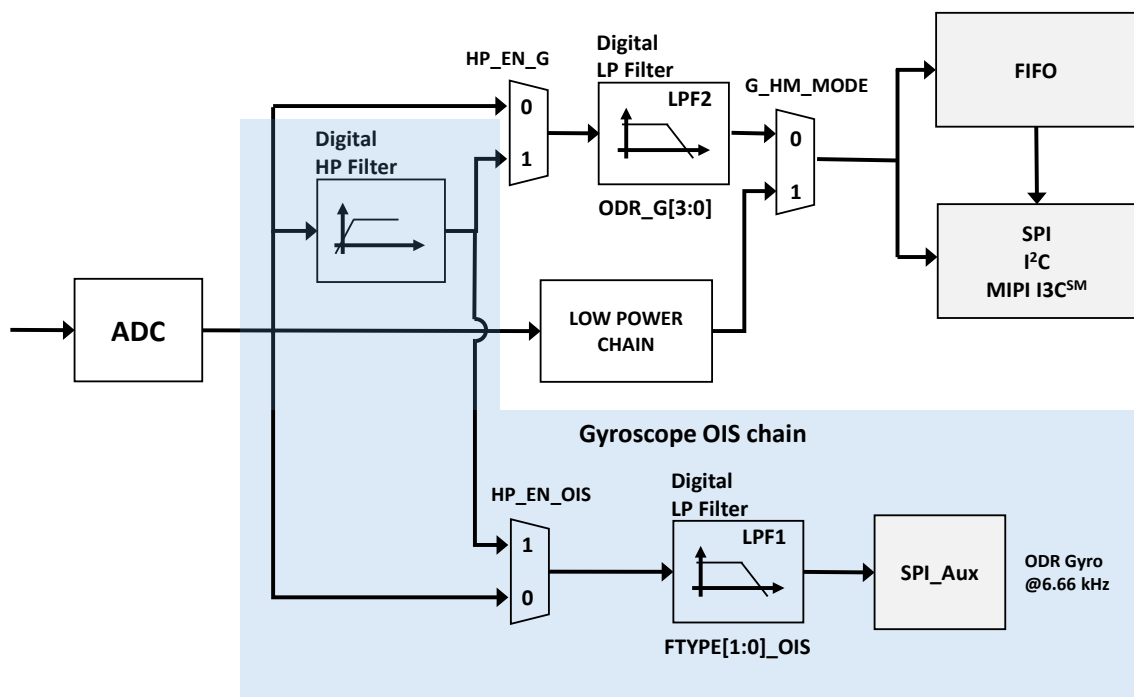 HP_EN_G
0
1
Digital
LP Filter
LPF2
ODR_G[3:0]
G_HM_MODE
0
1
FIFO
SPI
I²C
MIPI I3Cˢᴹ
Digital
HP Filter
ADC
LOW POWER
CHAIN
Gyroscope OIS chain
HP_EN_OIS
1
0
Digital
LP Filter
LPF1
FTYPE[1:0]_OIS
SPI_Aux
ODR Gyro
@6.66 kHz